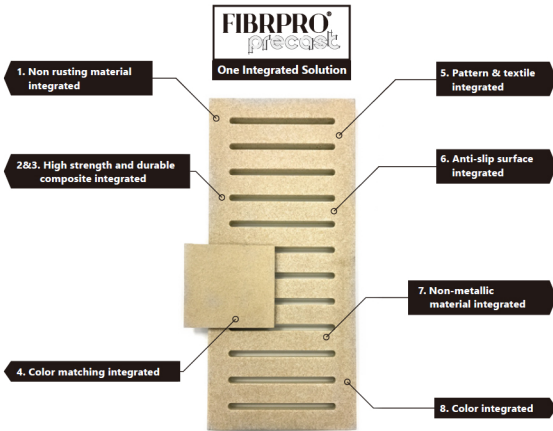 FIBRPRO®
precast
One Integrated Solution
1. Non rusting material
integrated
5. Pattern & textile
integrated
2&3. High strength and durable
composite integrated
6. Anti-slip surface
integrated
7. Non-metallic
material integrated
4. Color matching integrated
8. Color integrated